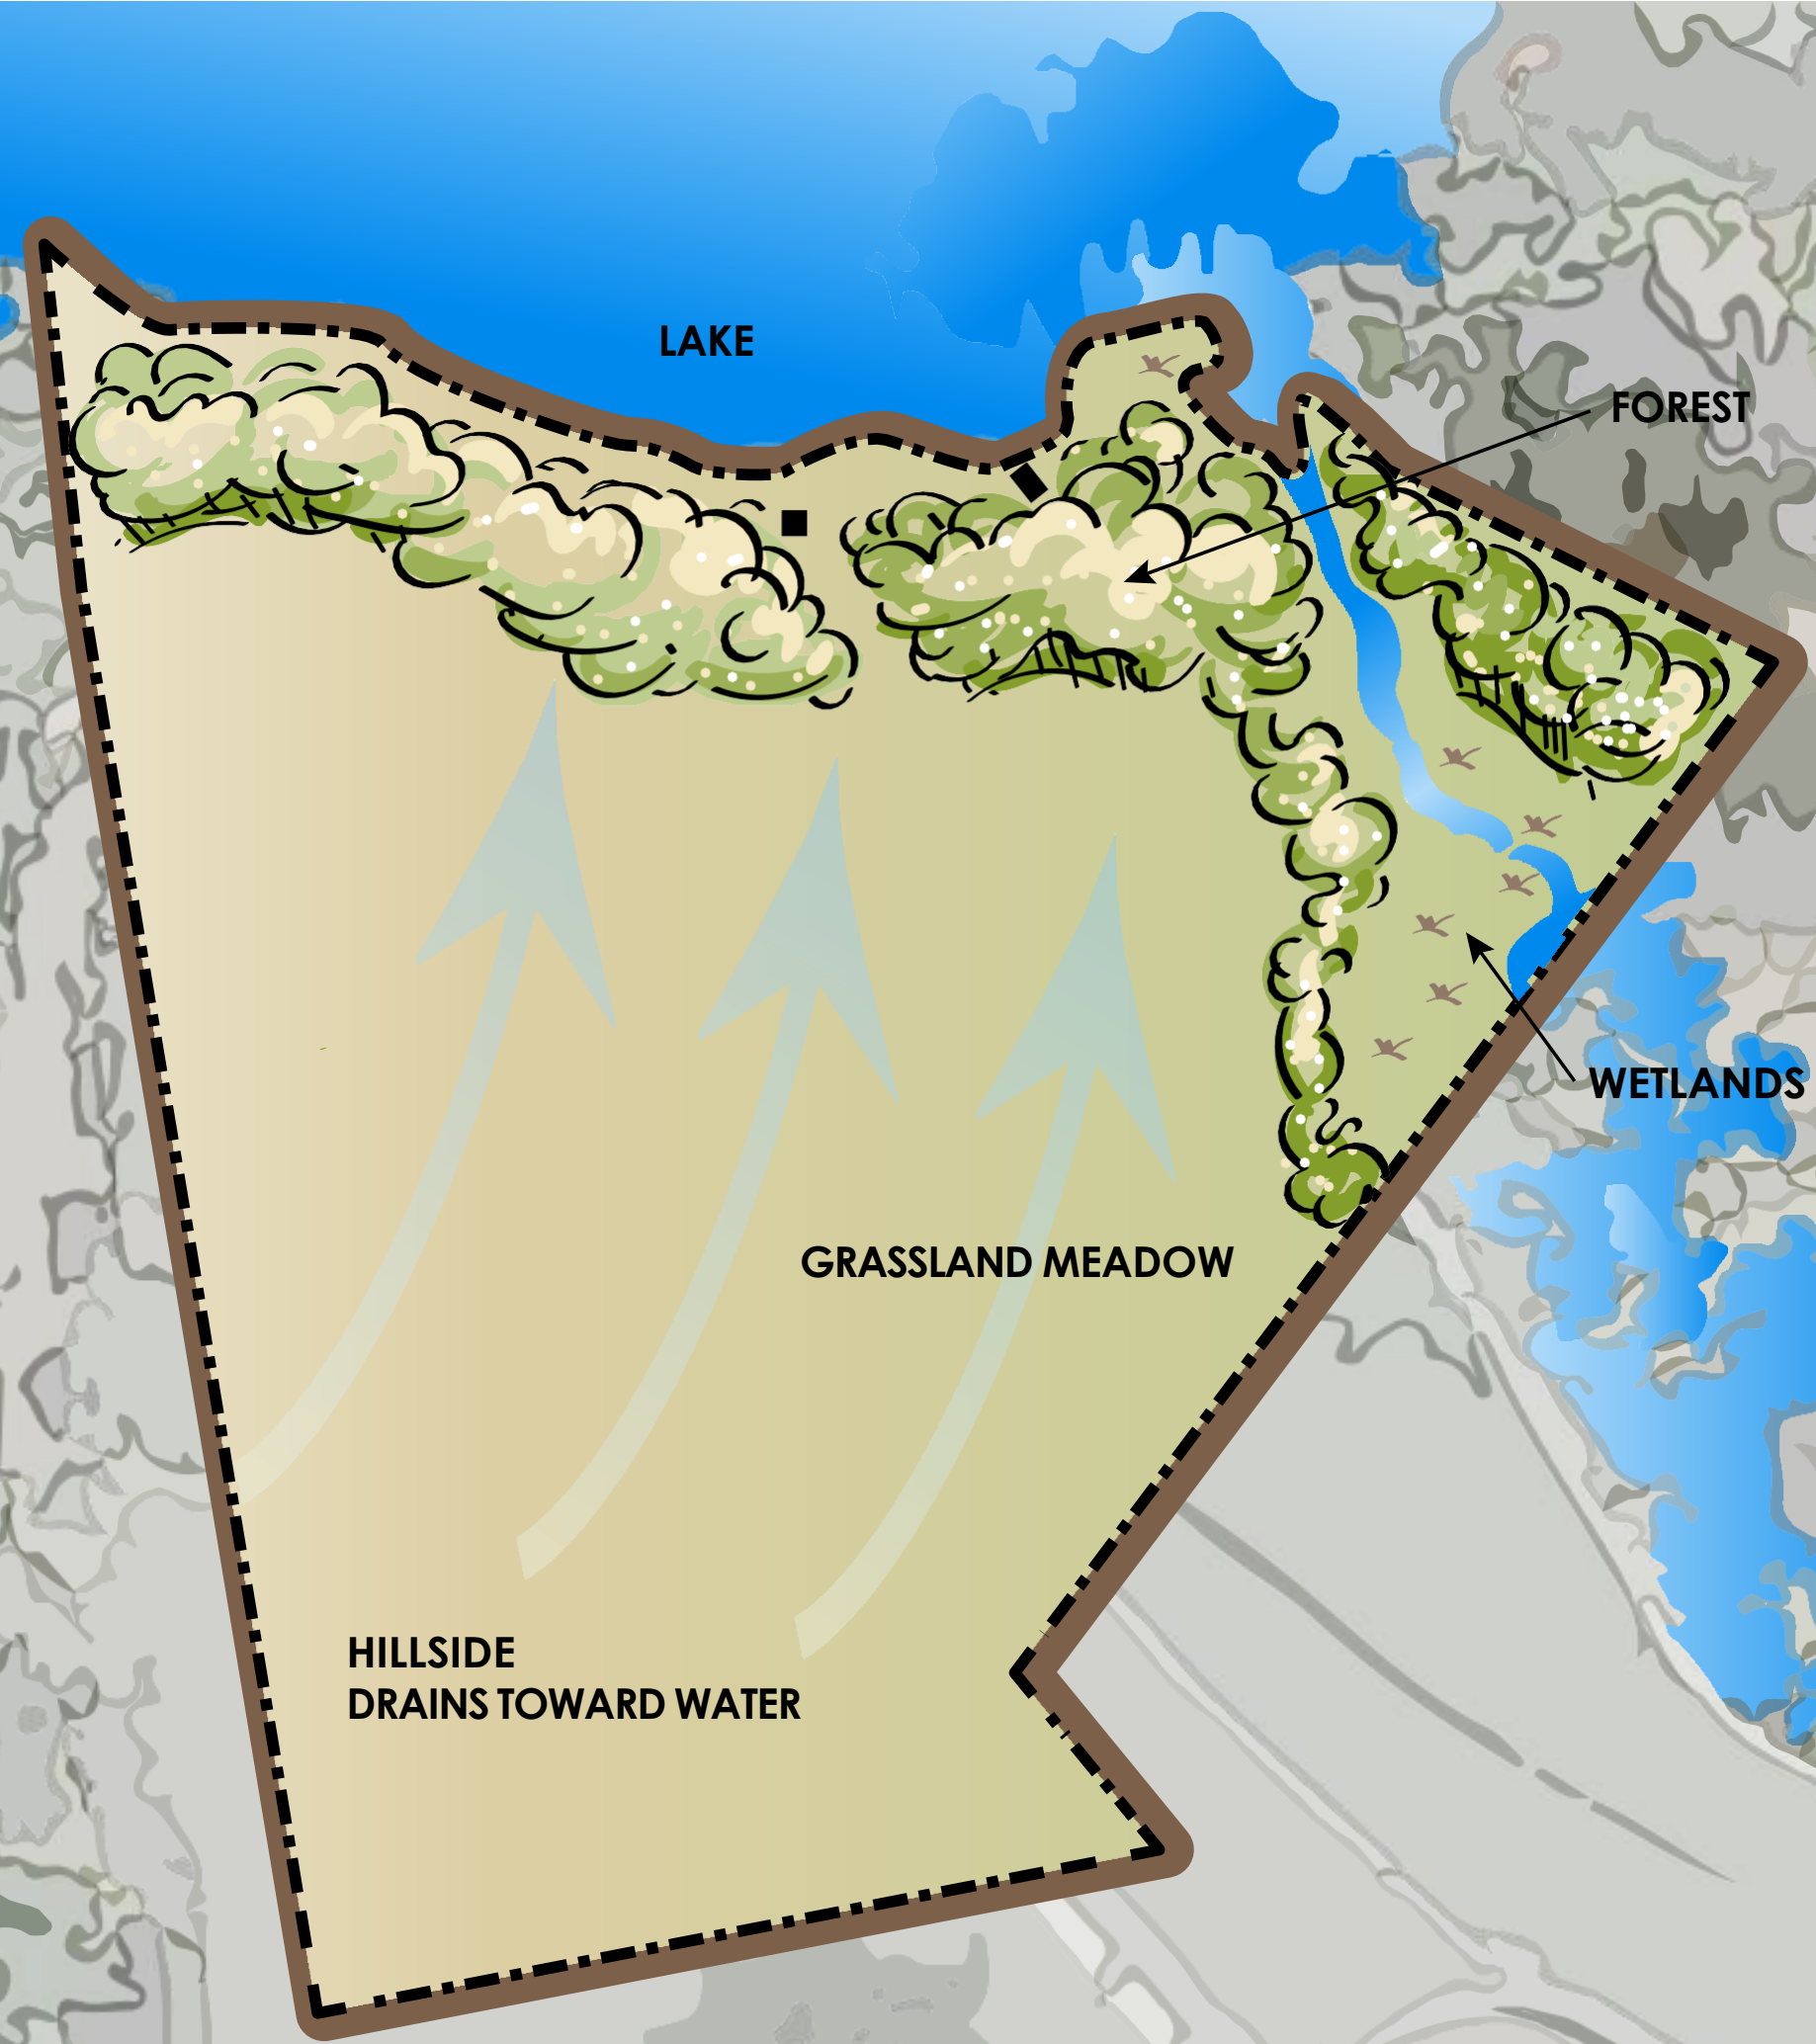 LAKE
FOREST
WETLANDS
GRASSLAND MEADOW
HILLSIDE
DRAINS TOWARD WATER